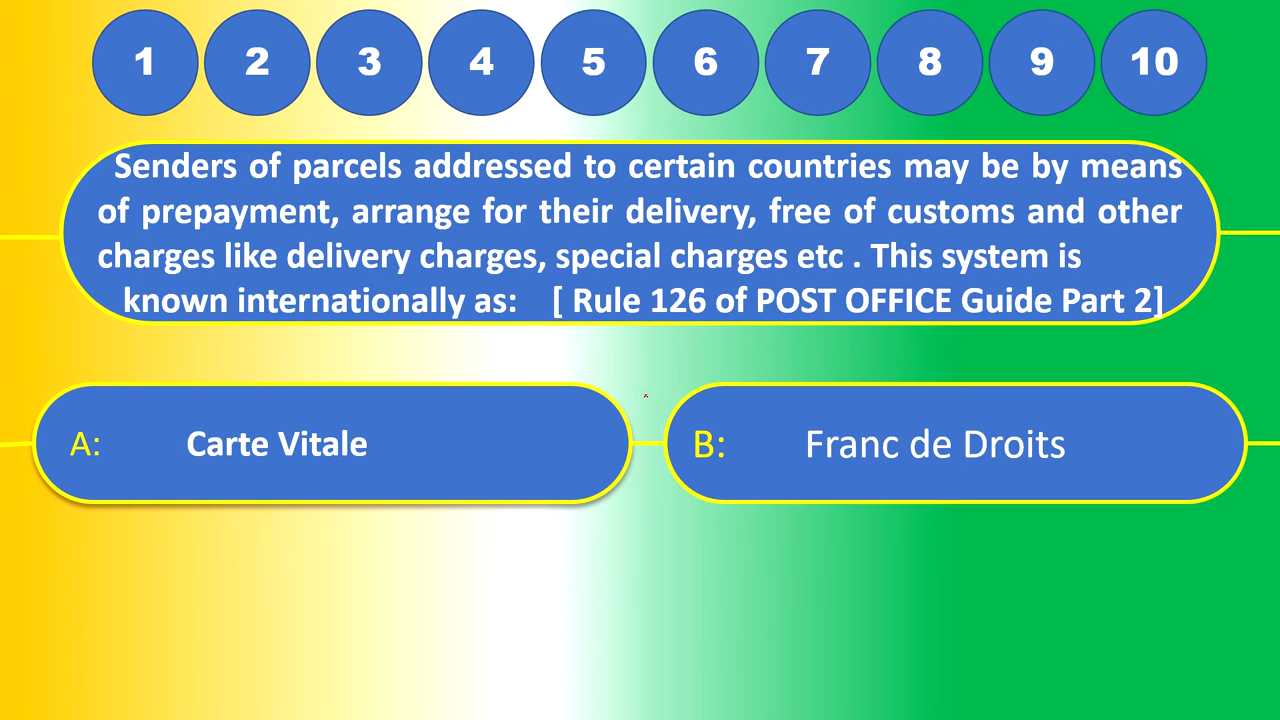 1 2 3 4 5 6 7 8 9 10
Senders of parcels addressed to certain countries may be by means
of prepayment, arrange for their delivery, free of customs and other
charges like delivery charges, special charges etc . This system is
known internationally as: [ Rule 126 of POST OFFICE Guide Part 2]
A: Carte Vitale
B: Franc de Droits